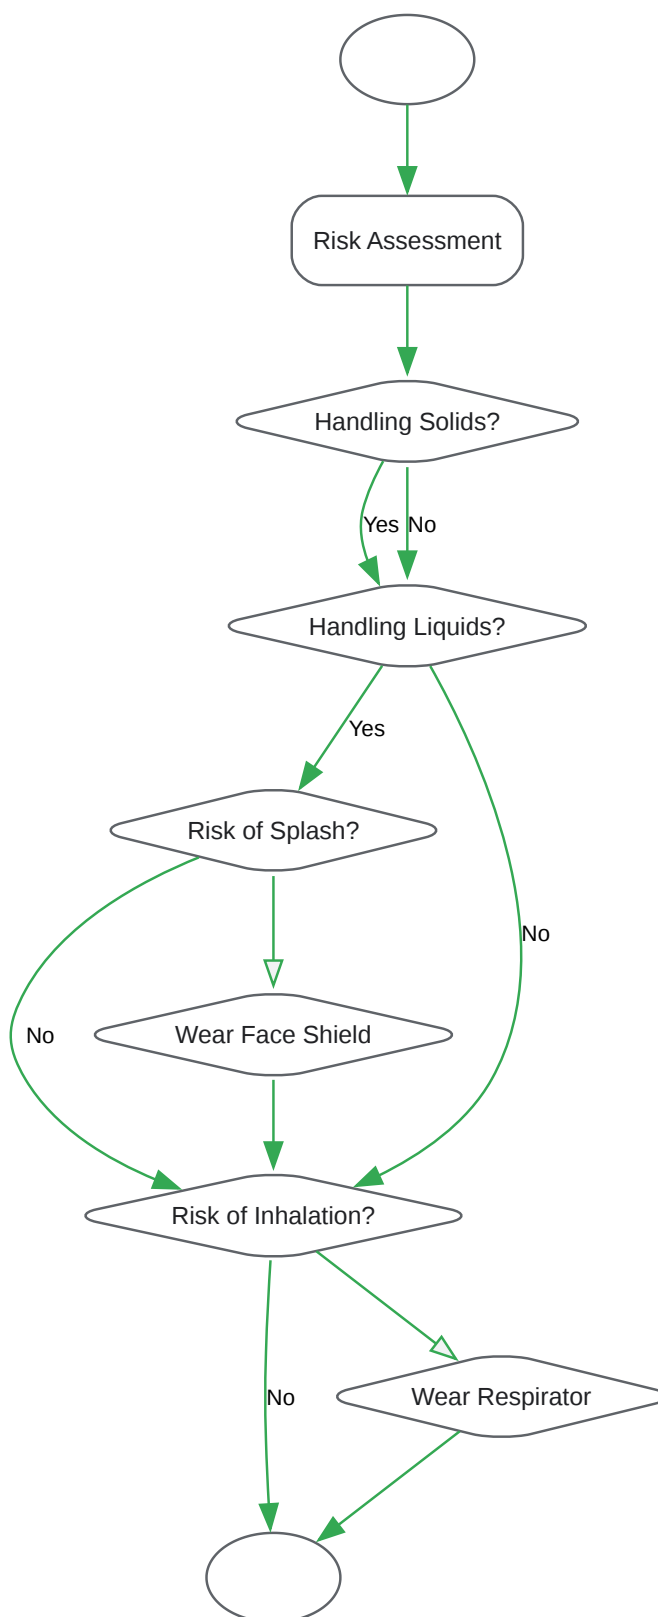 Risk Assessment
Handling Solids?
Yes
No
Handling Liquids?
Yes
Risk of Splash?
No
Wear Face Shield
No
Risk of Inhalation?
Wear Respirator
No